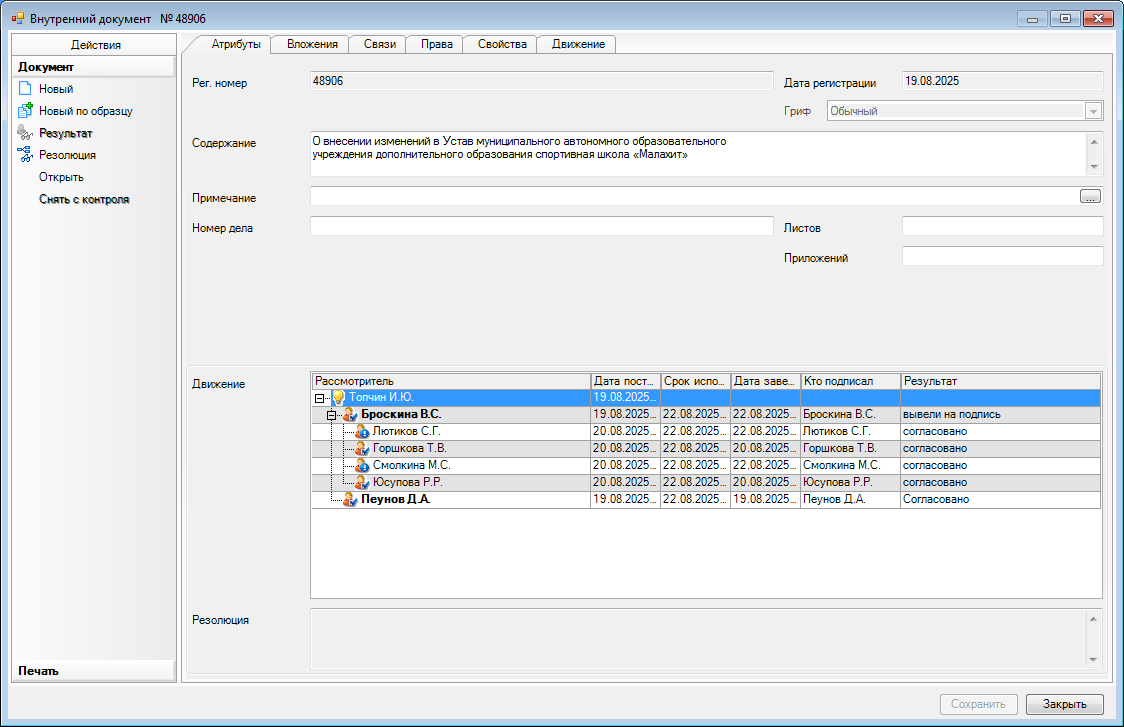 Внутренний документ № 48906
Действия
Документ
Новый
Новый по образцу
Результат
Резолюция
Открыть
Снять с контроля
Печать
Атрибуты Вложения Связи Права Свойства Движение
Рег. номер 48906 Дата регистрации 19.08.2025
Гриф Обычный
Содержание О внесении изменений в Устав муниципального автономного образовательного
учреждения дополнительного образования спортивная школа «Малахит»
Примечание ...
Номер дела Листов
Приложений
Движение
Рассмотритель Дата пост... Срок испо... Дата заве... Кто подписал Результат
Топчин И.Ю. 19.08.2025...
Броскина В.С. 19.08.2025... 22.08.2025... 22.08.2025... Броскина В.С. вывели на подпись
Лютиков С.Г. 20.08.2025... 22.08.2025... 22.08.2025... Лютиков С.Г. согласовано
Горшкова Т.В. 20.08.2025... 22.08.2025... 20.08.2025... Горшкова Т.В. согласовано
Смолкина М.С. 20.08.2025... 22.08.2025... 22.08.2025... Смолкина М.С. согласовано
Юсупова Р.Р. 20.08.2025... 22.08.2025... 20.08.2025... Юсупова Р.Р. согласовано
Пеунов Д.А. 19.08.2025... 22.08.2025... 19.08.2025... Пеунов Д.А. Согласовано
Резолюция
Сохранить Закрыть